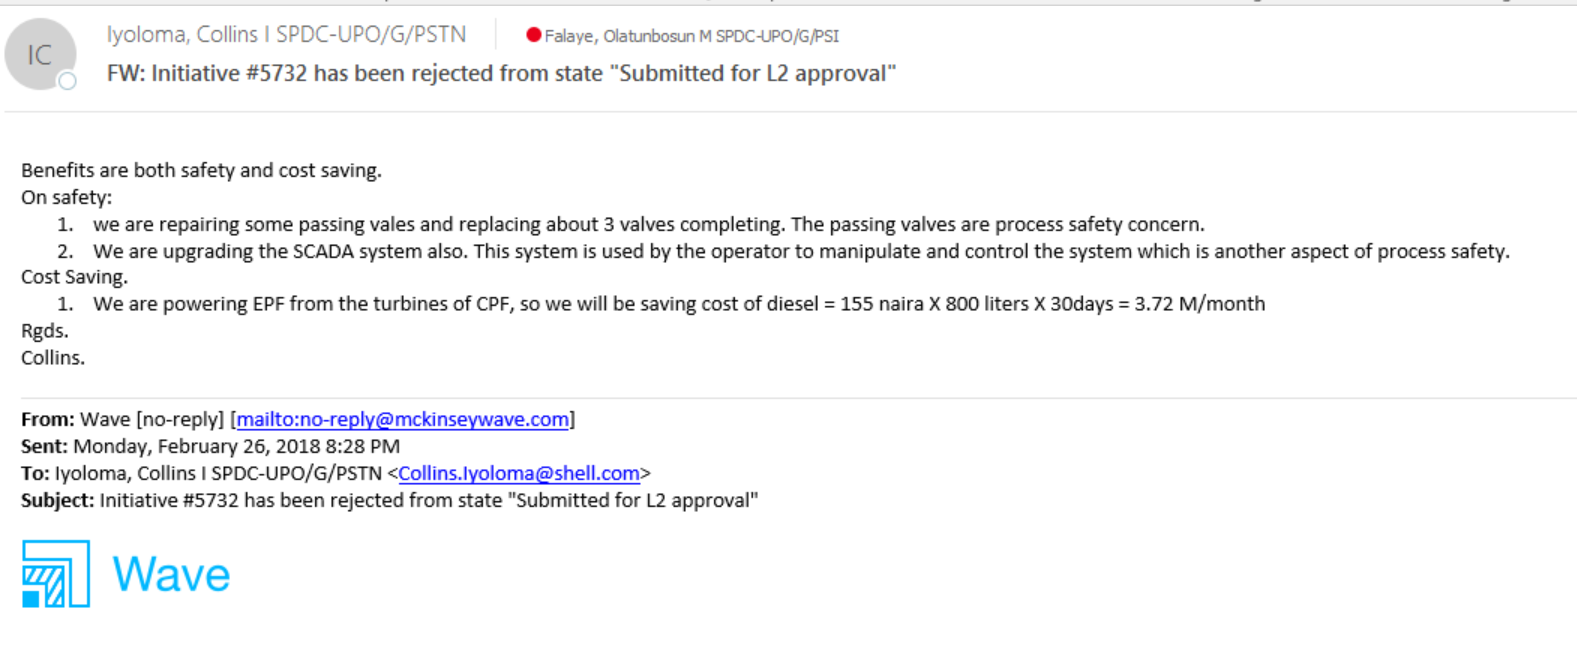 IC
Iyoloma, Collins I SPDC-UPO/G/PSTN
Falaye, Olatunbosun M SPDC-UPO/G/PSI
FW: Initiative #5732 has been rejected from state "Submitted for L2 approval"
Benefits are both safety and cost saving.
On safety:
1. we are repairing some passing vales and replacing about 3 valves completing. The passing valves are process safety concern.
2. We are upgrading the SCADA system also. This system is used by the operator to manipulate and control the system which is another aspect of process safety.
Cost Saving.
1. We are powering EPF from the turbines of CPF, so we will be saving cost of diesel = 155 naira X 800 liters X 30days = 3.72 M/month
Rgds.
Collins.
From: Wave [no-reply] [mailto:no-reply@mckinseywave.com]
Sent: Monday, February 26, 2018 8:28 PM
To: Iyoloma, Collins I SPDC-UPO/G/PSTN <Collins.Iyoloma@shell.com>
Subject: Initiative #5732 has been rejected from state "Submitted for L2 approval"
Wave